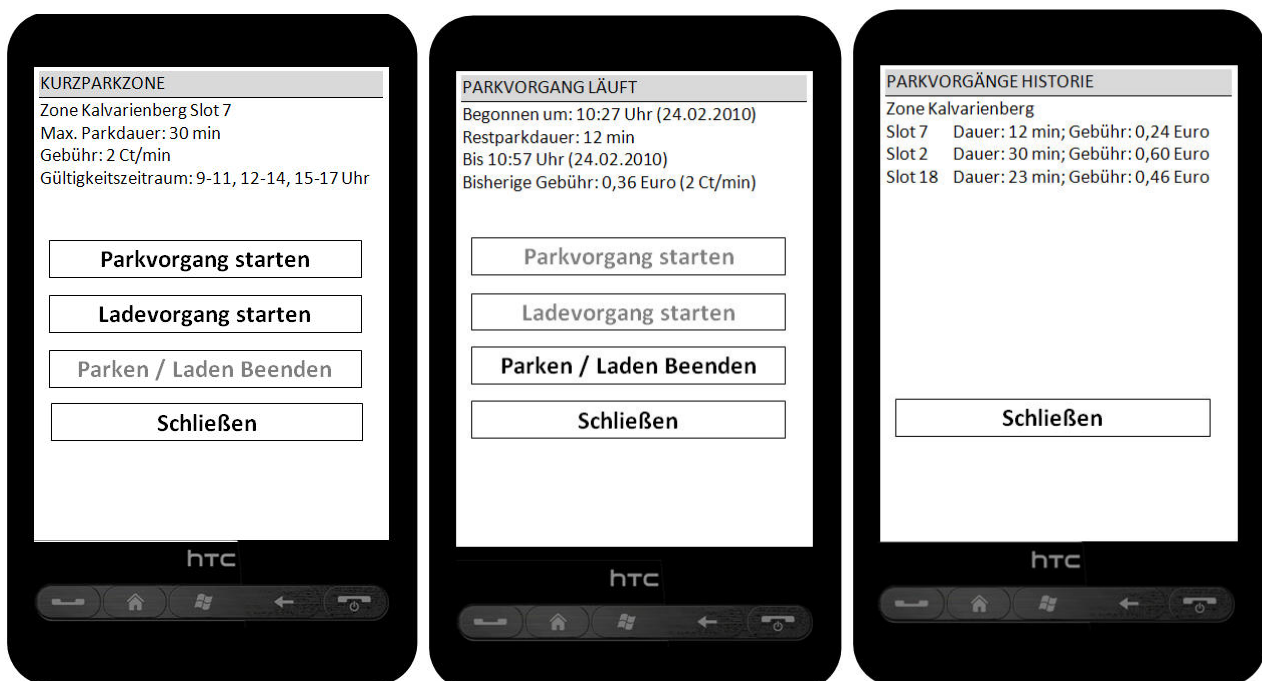 KURZPARKZONE
Zone Kalvarienberg Slot 7
Max. Parkdauer: 30 min
Gebühr: 2 Ct/min
Gültigkeitszeitraum: 9-11, 12-14, 15-17 Uhr
Parkvorgang starten
Ladevorgang starten
Parken / Laden Beenden
Schließen
hTC
PARKVORGANG LÄUFT
Begonnen um: 10:27 Uhr (24.02.2010)
Restparkdauer: 12 min
Bis 10:57 Uhr (24.02.2010)
Bisherige Gebühr: 0,36 Euro (2 Ct/min)
Parkvorgang starten
Ladevorgang starten
Parken / Laden Beenden
Schließen
hTC
PARKVORGÄNGE HISTORIE
Zone Kalvarienberg
Slot 7 Dauer: 12 min; Gebühr: 0,24 Euro
Slot 2 Dauer: 30 min; Gebühr: 0,60 Euro
Slot 18 Dauer: 23 min; Gebühr: 0,46 Euro
Schließen
hTC